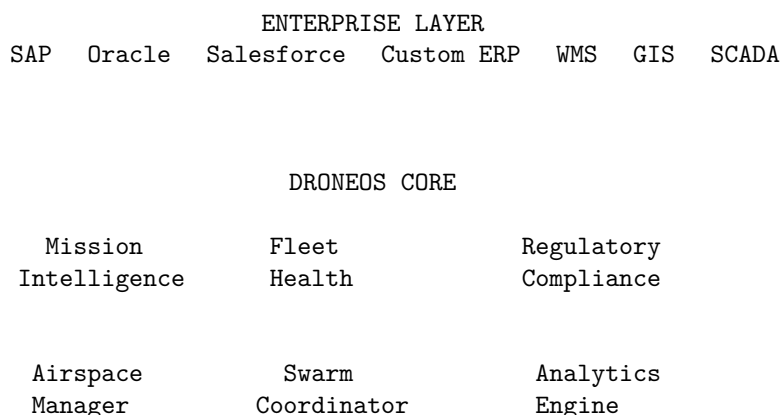 ENTERPRISE LAYER
SAP Oracle Salesforce Custom ERP WMS GIS SCADA
DRONEOS CORE
Mission Fleet Regulatory
Intelligence Health Compliance
Airspace Swarm Analytics
Manager Coordinator Engine